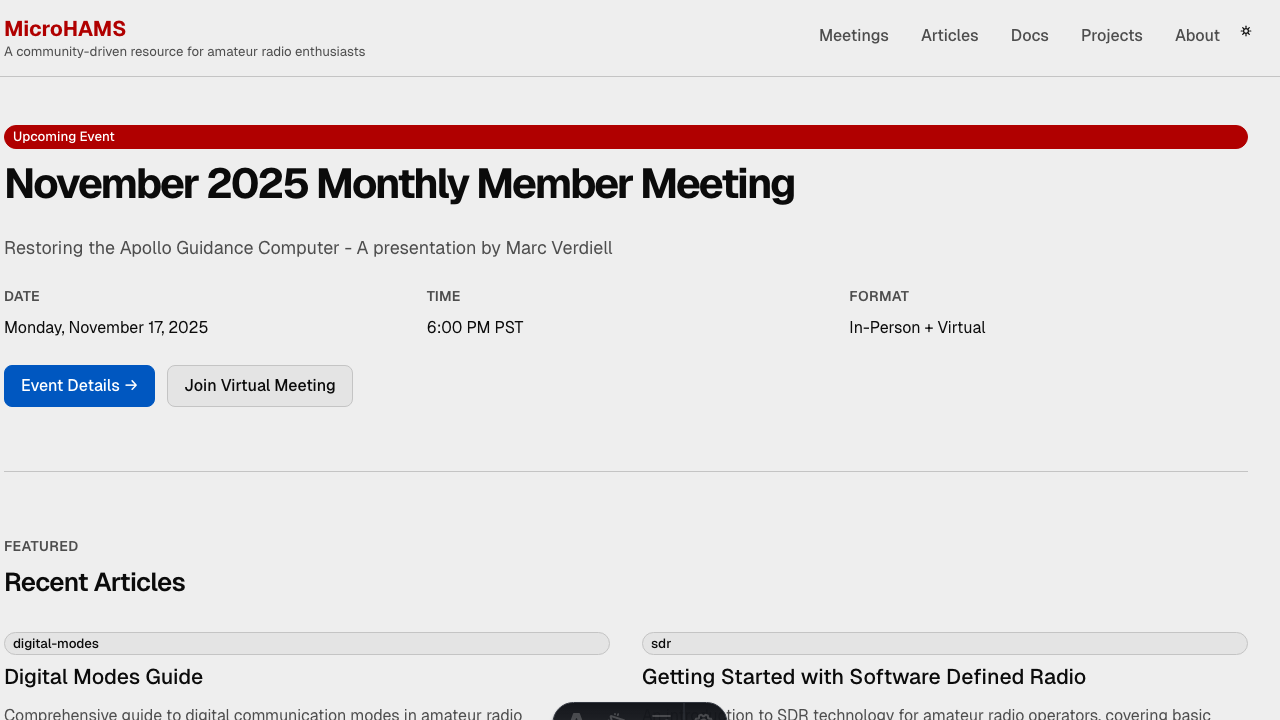 MicroHAMS
A community-driven resource for amateur radio enthusiasts
Meetings Articles Docs Projects About
Upcoming Event
November 2025 Monthly Member Meeting
Restoring the Apollo Guidance Computer - A presentation by Marc Verdiell
DATE
Monday, November 17, 2025
TIME
6:00 PM PST
FORMAT
In-Person + Virtual
Event Details →
Join Virtual Meeting
FEATURED
Recent Articles
digital-modes
Digital Modes Guide
Comprehensive guide to digital communication modes in amateur radio
sdr
Getting Started with Software Defined Radio
to SDR technology for amateur radio operators, covering basic